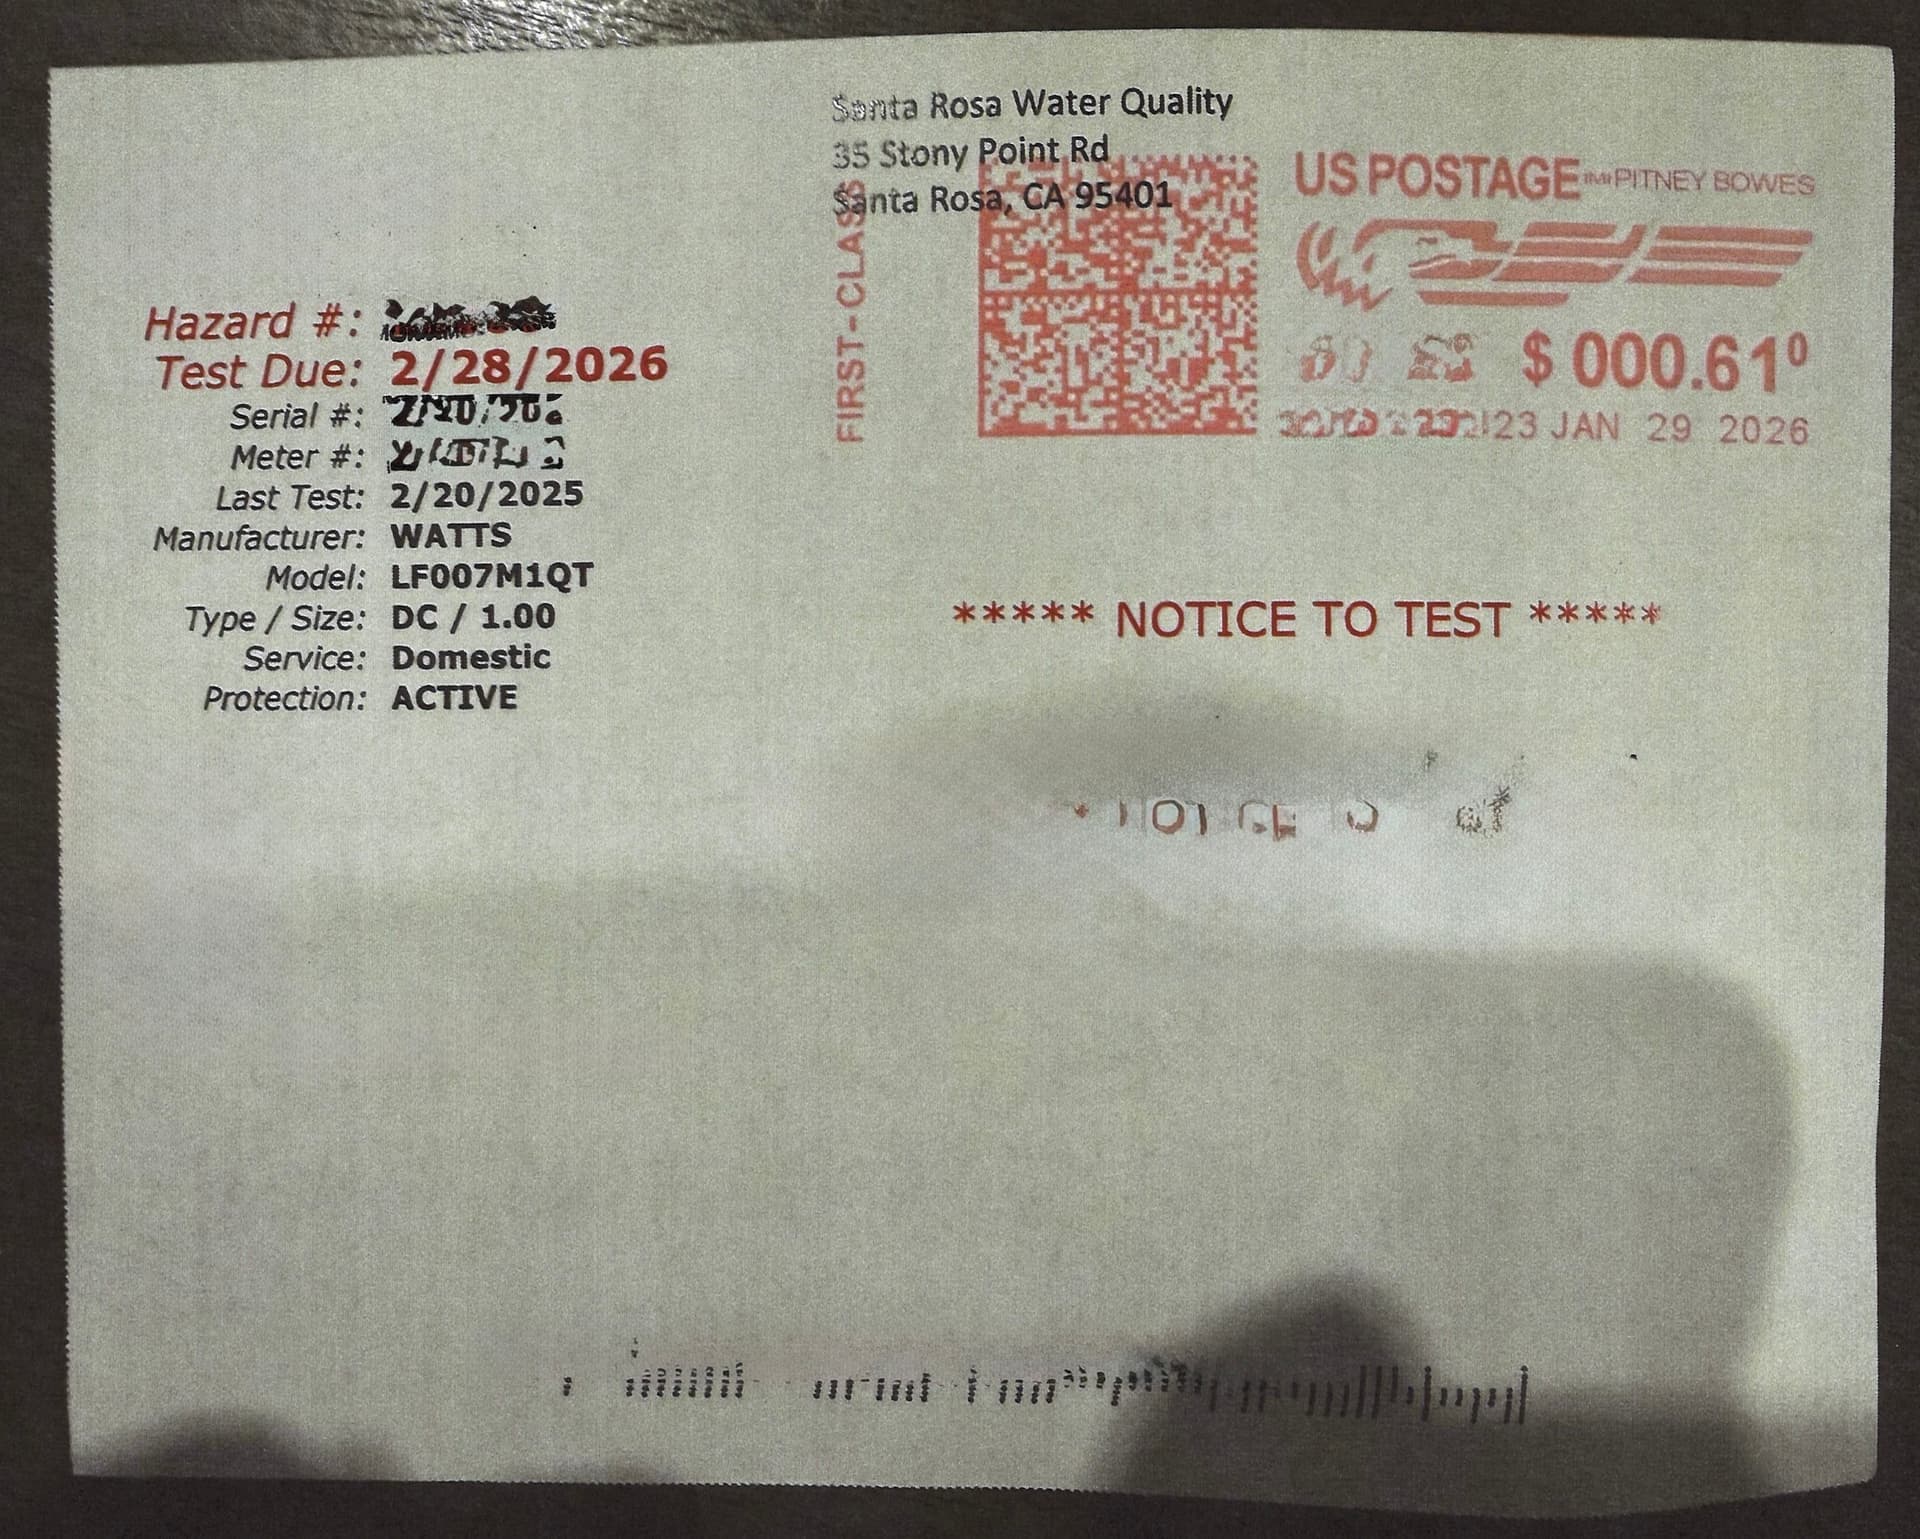 Santa Rosa Water Quality
35 Stony Point Rd
Santa Rosa, CA 95401
FIRST-CLASS
US POSTAGE PITNEY BOWES
$ 000.61⁰
JAN 29 2026
Hazard #:
Test Due: 2/28/2026
Serial #:
Meter #:
Last Test: 2/20/2025
Manufacturer: WATTS
Model: LF007M1QT
Type / Size: DC / 1.00
Service: Domestic
Protection: ACTIVE
***** NOTICE TO TEST *****